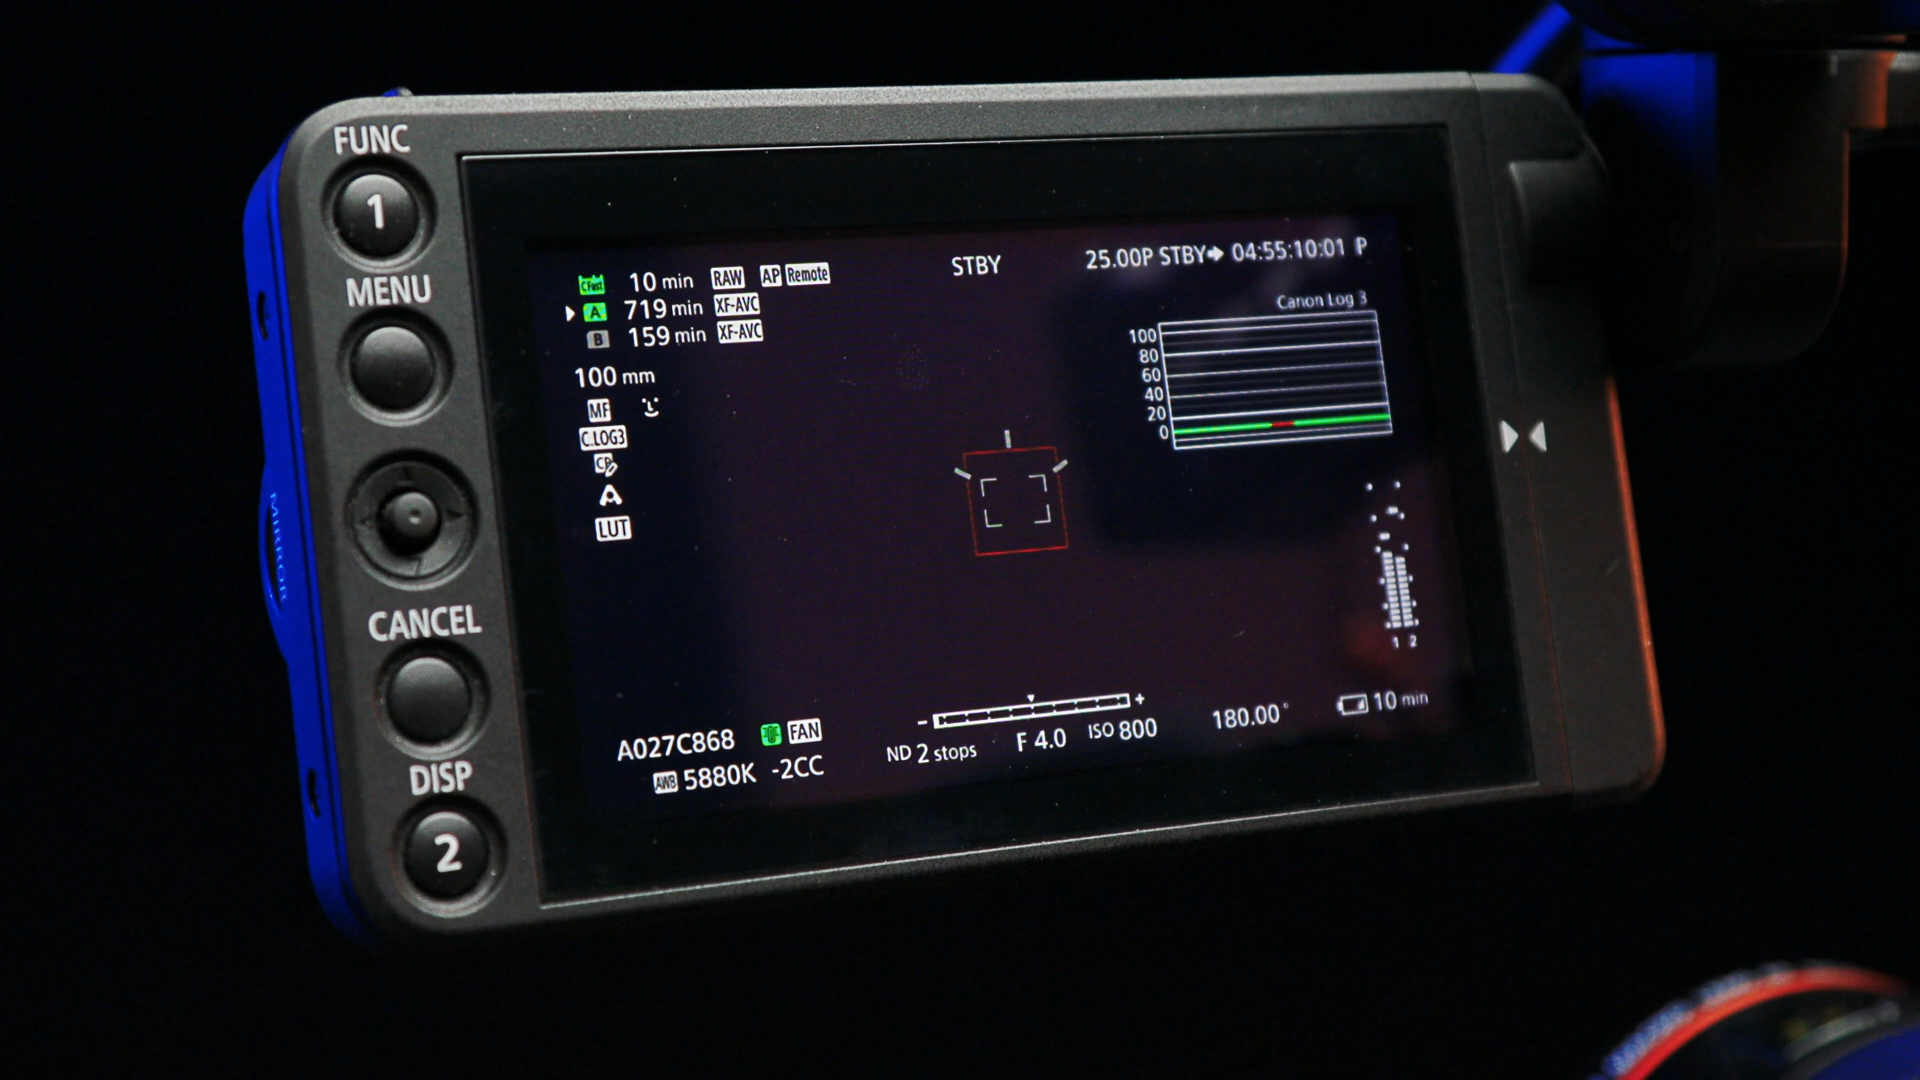 FUNC
1
MENU
CANCEL
DISP
2
MIRROR
CFast 10 min RAW AP Remote
A 719 min XF-AVC
B 159 min XF-AVC
100 mm
MF
C.LOG3
CP
A
LUT
STBY
25.00P STBY 04:55:10:01 P
Canon Log 3
100
80
60
40
20
0
1 2
A027C868 FAN
AWB 5880K -2CC
- +
ND 2 stops F 4.0 ISO 800 180.00° 10 min